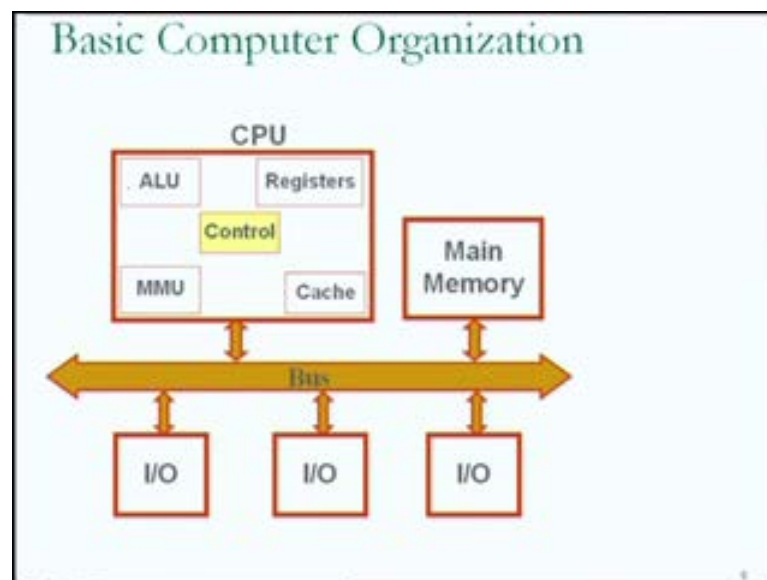 Basic Computer Organization
CPU
ALU
Registers
Control
MMU
Cache
Main
Memory
Bus
I/O
I/O
I/O